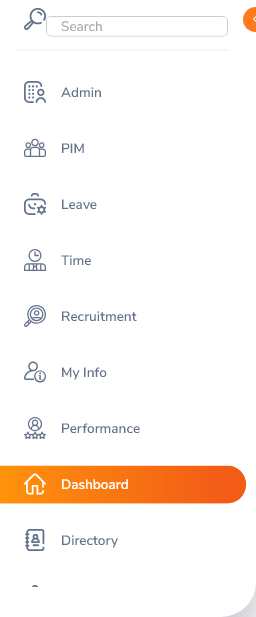 Search
Admin
PIM
Leave
Time
Recruitment
My Info
Performance
Dashboard
Directory